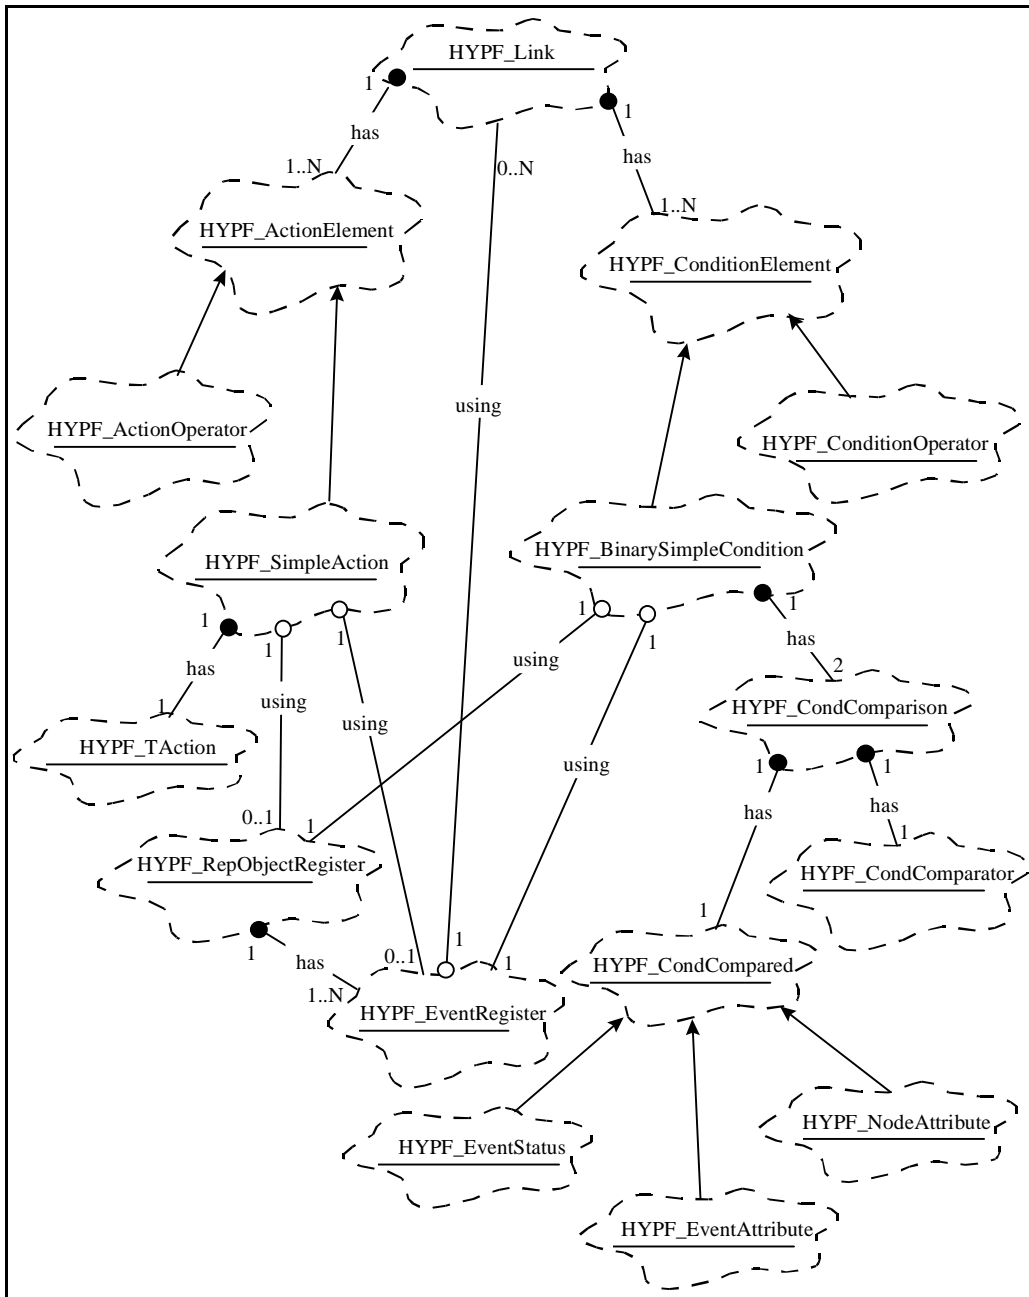 HYPF_Link
1
1
has
has
1..N
0..N
1..N
HYPF_ActionElement
HYPF_ConditionElement
using
HYPF_ActionOperator
HYPF_ConditionOperator
HYPF_SimpleAction
HYPF_BinarySimpleCondition
1
1
1
1
1
1
has
using
using
using
has
2
1
HYPF_TAction
HYPF_CondComparison
using
1
1
has
has
0..1
1
1
HYPF_RepObjectRegister
HYPF_CondComparator
1
has
1..N
0..1
1
1
1
HYPF_EventRegister
HYPF_CondCompared
HYPF_EventStatus
HYPF_NodeAttribute
HYPF_EventAttribute